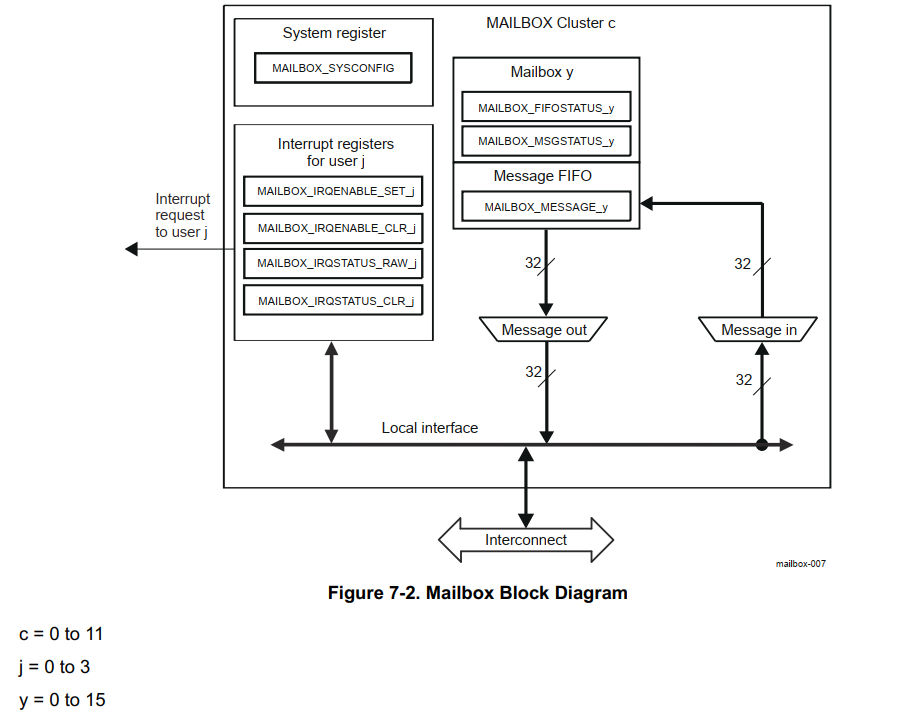 MAILBOX Cluster c
System register
MAILBOX_SYSCONFIG
Mailbox y
MAILBOX_FIFOSTATUS_y
MAILBOX_MSGSTATUS_y
Interrupt registers
for user j
MAILBOX_IRQENABLE_SET_j
MAILBOX_IRQENABLE_CLR_j
MAILBOX_IRQSTATUS_RAW_j
MAILBOX_IRQSTATUS_CLR_j
Message FIFO
MAILBOX_MESSAGE_y
Interrupt
request
to user j
32
32
Message out
Message in
32
32
Local interface
Interconnect
mailbox-007
Figure 7-2. Mailbox Block Diagram
c = 0 to 11
j = 0 to 3
y = 0 to 15